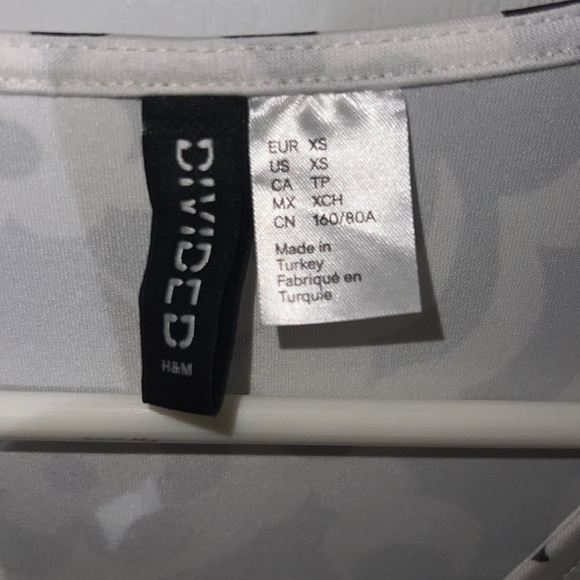 DIVIDED
H&M
EUR XS
US XS
CA TP
MX XCH
CN 160/80A
Made in
Turkey
Fabriqué en
Turquie